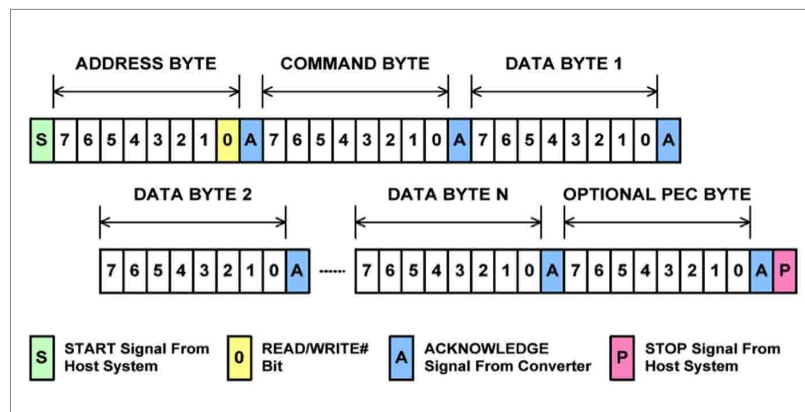 ADDRESS BYTE COMMAND BYTE DATA BYTE 1
S 7 6 5 4 3 2 1 0 A 7 6 5 4 3 2 1 0 A 7 6 5 4 3 2 1 0 A
DATA BYTE 2 DATA BYTE N OPTIONAL PEC BYTE
7 6 5 4 3 2 1 0 A ...... 7 6 5 4 3 2 1 0 A 7 6 5 4 3 2 1 0 A P
S START Signal From
Host System
0 READ/WRITE#
Bit
A ACKNOWLEDGE
Signal From Converter
P STOP Signal From
Host System